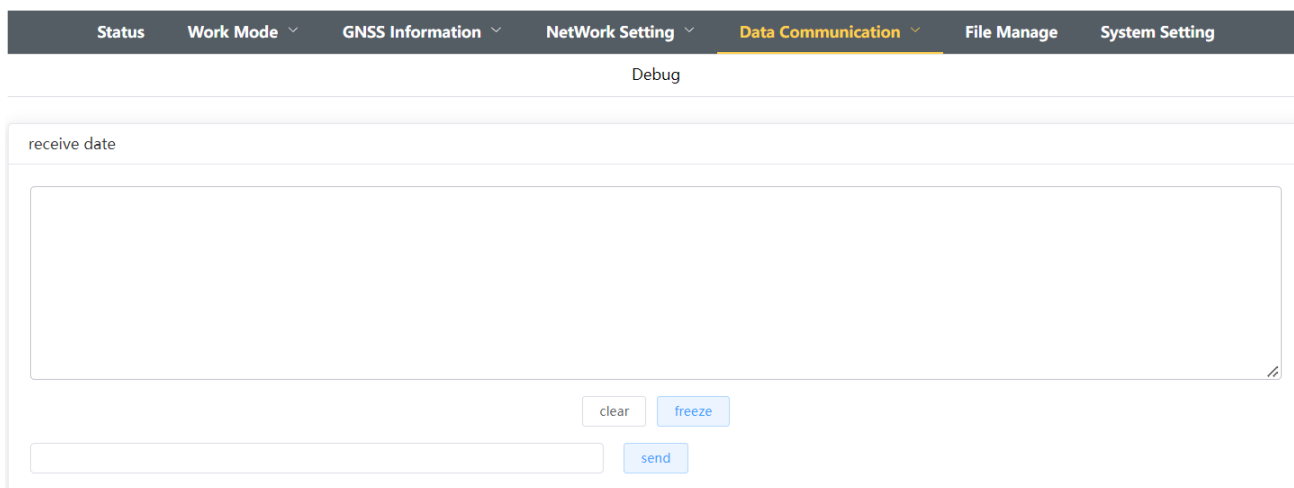 Status Work Mode GNSS Information NetWork Setting Data Communication File Manage System Setting
Debug
receive date
clear freeze
send